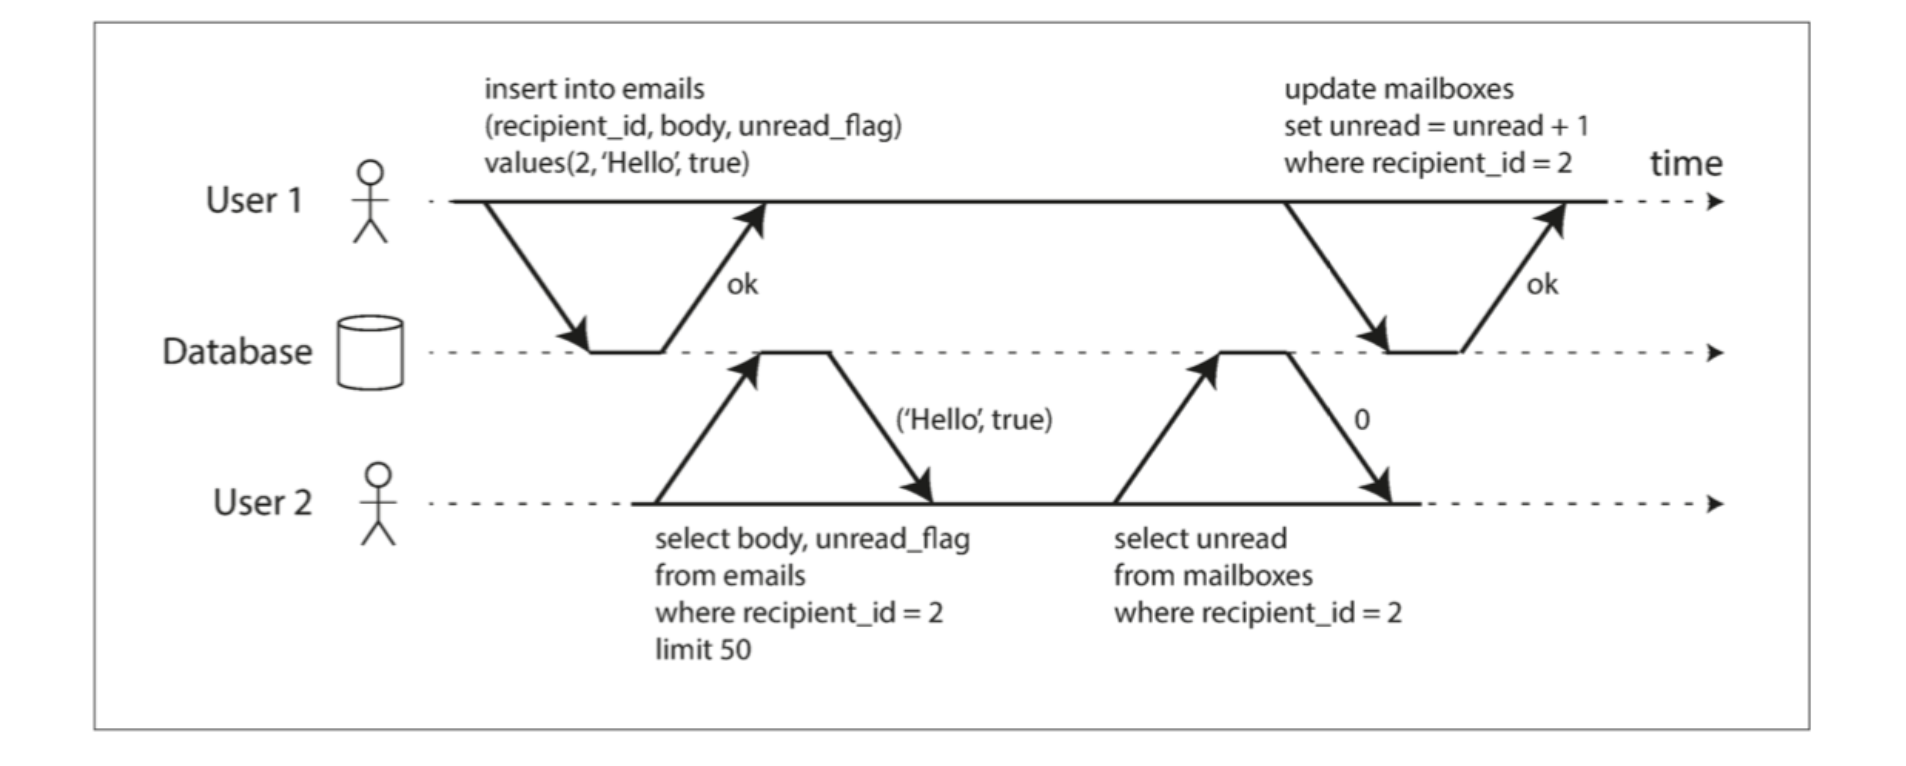 insert into emails
(recipient_id, body, unread_flag)
values(2, ‘Hello’, true)
update mailboxes
set unread = unread + 1
where recipient_id = 2
time
User 1
ok
ok
Database
(‘Hello’, true)
0
User 2
select body, unread_flag
from emails
where recipient_id = 2
limit 50
select unread
from mailboxes
where recipient_id = 2